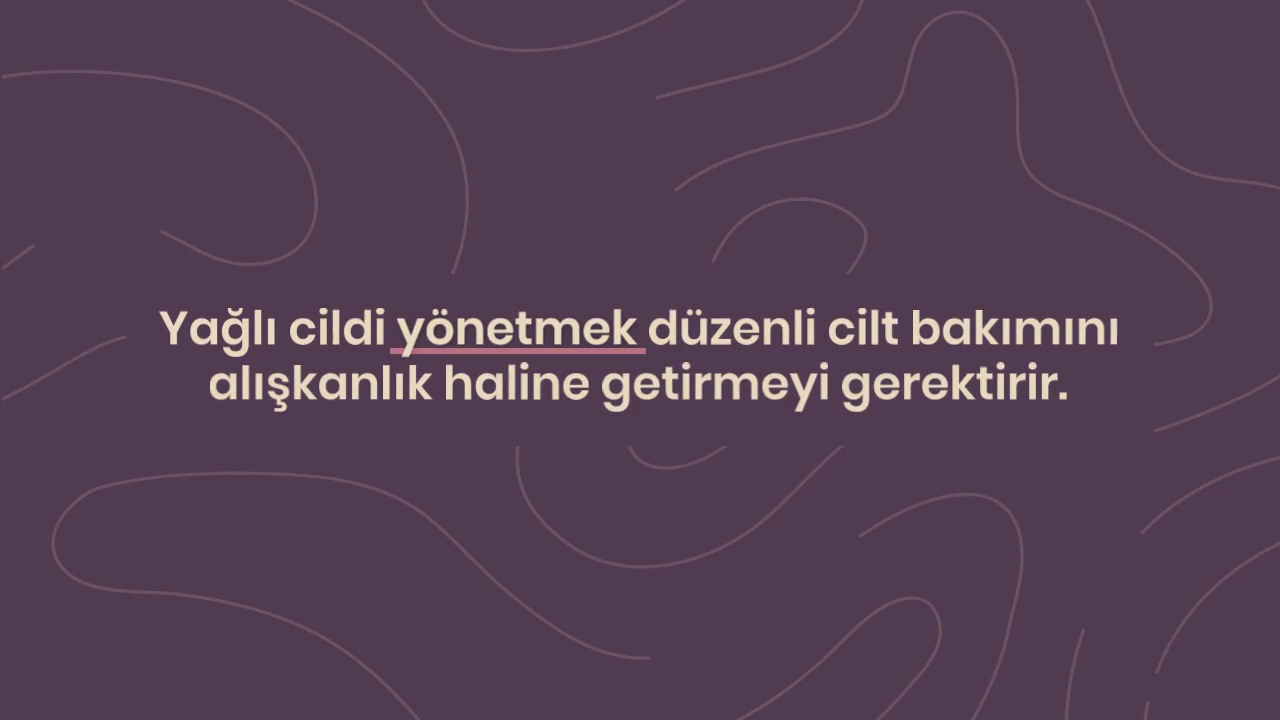 Yağlı cildi yönetmek düzenli cilt bakımını
alışkanlık haline getirmeyi gerektirir.